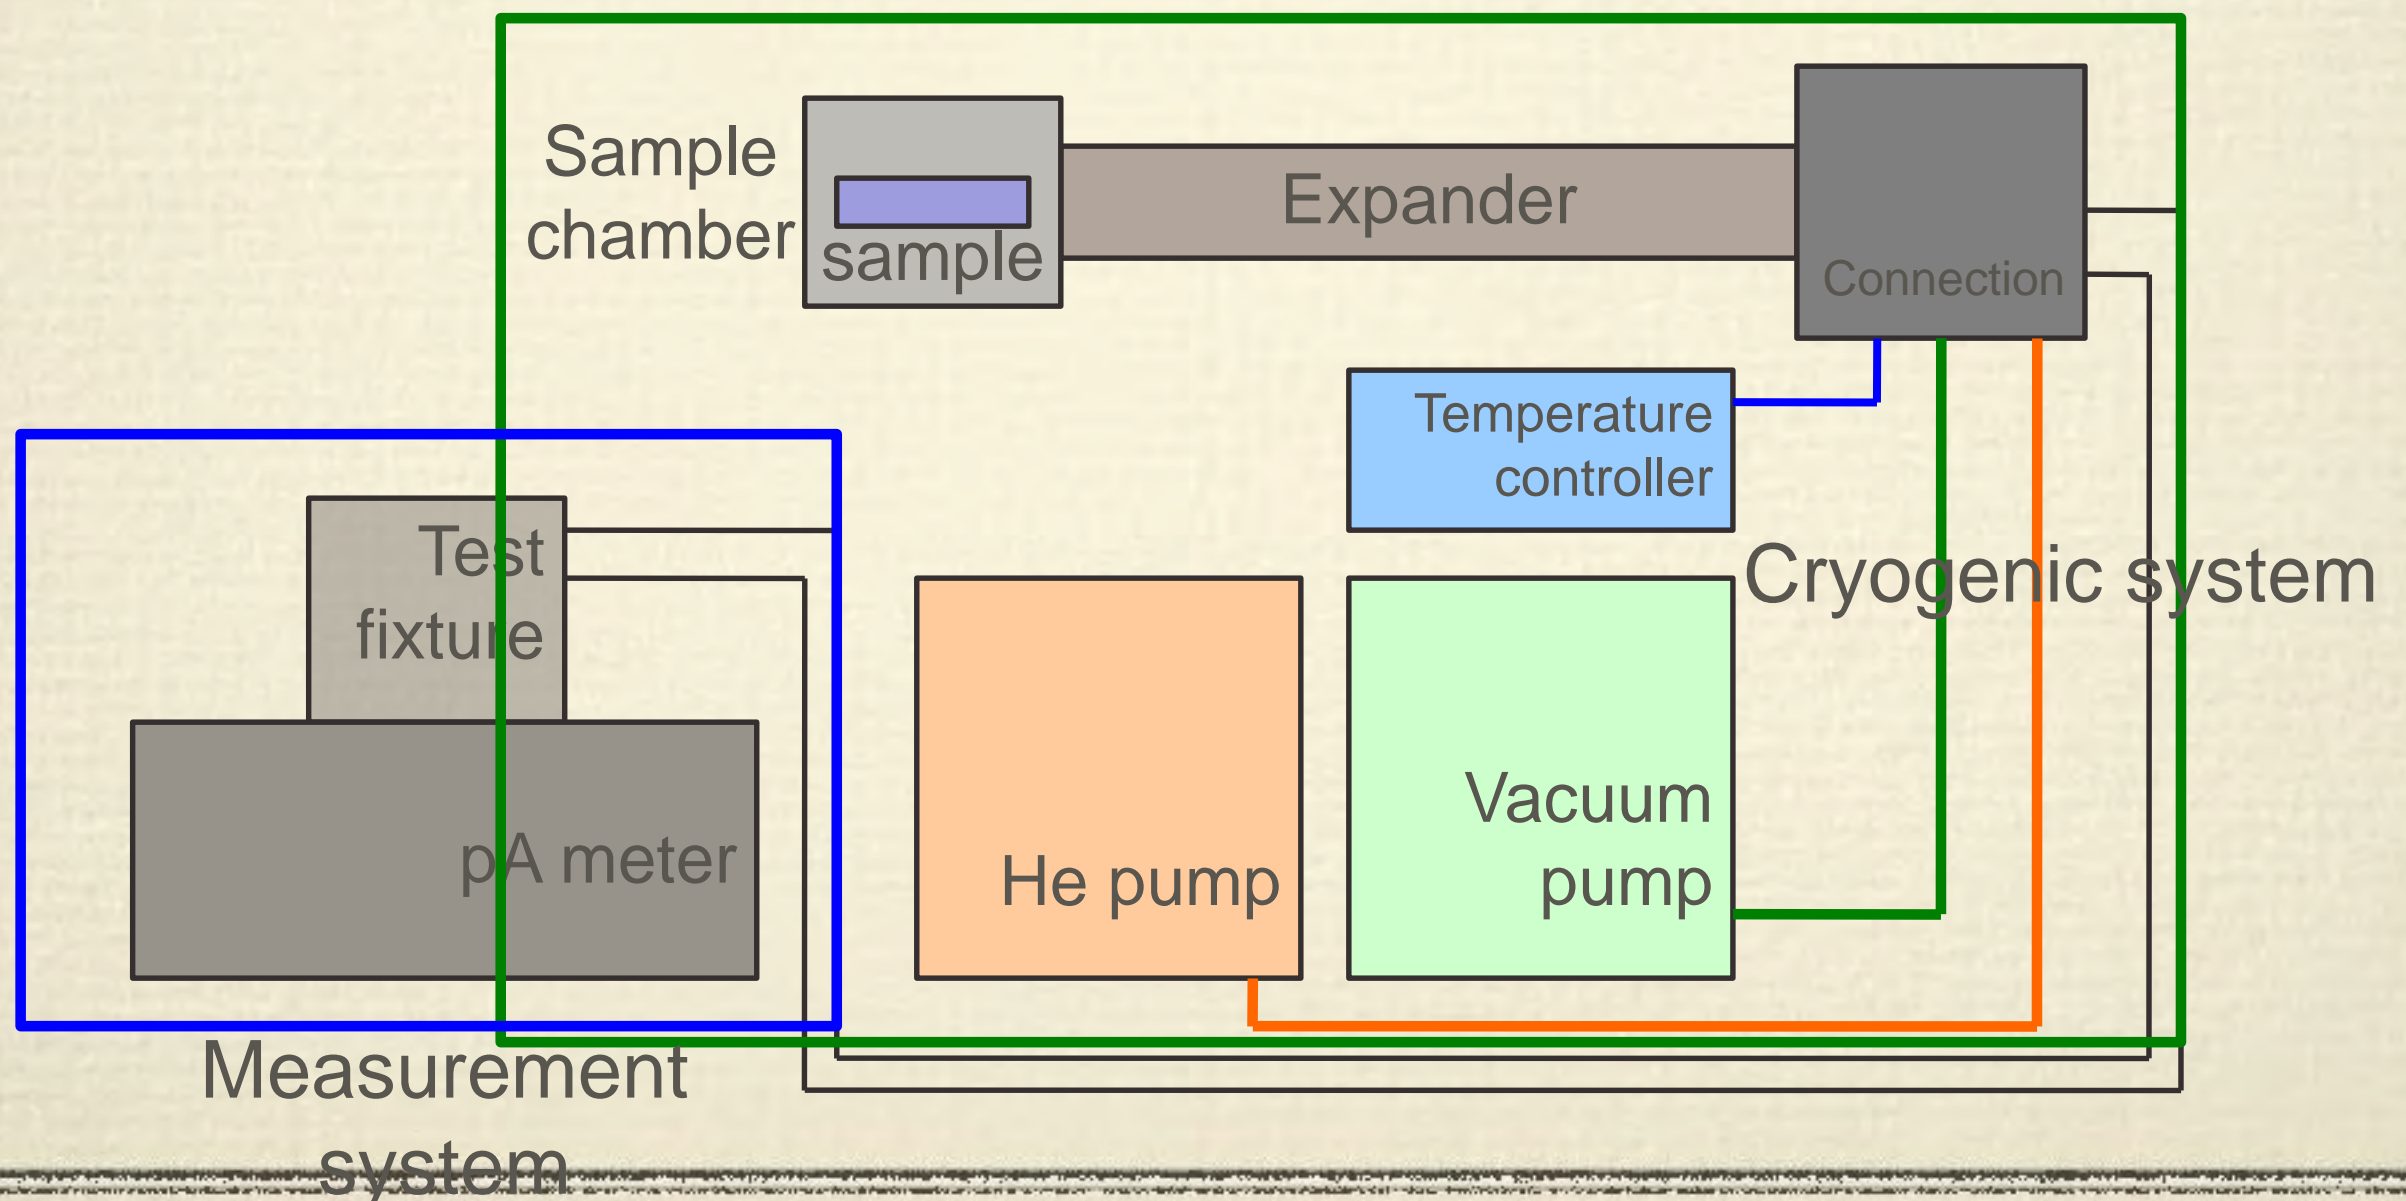 Sample
chamber
sample
Expander
Connection
Temperature
controller
Test
fixture
Cryogenic system
pA meter
He pump
Vacuum
pump
Measurement
system